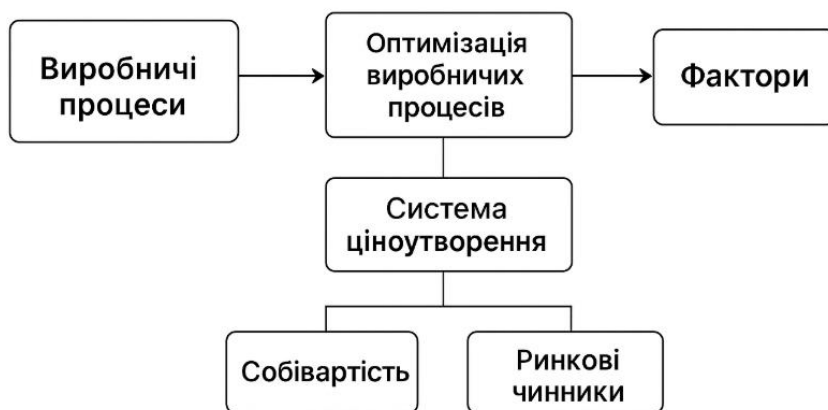 Виробничі
процеси
Оптимізація
виробничих
процесів
Фактори
Система
ціноутворення
Собівартість
Ринкові
чинники